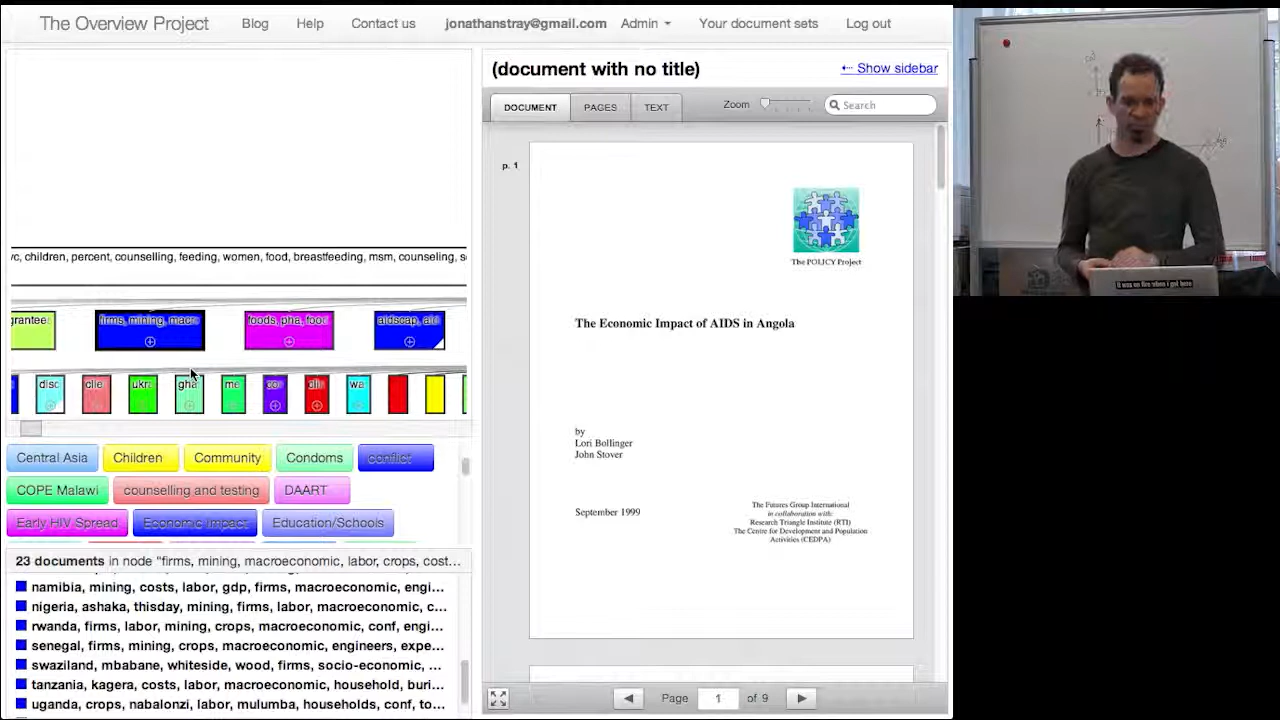 The Overview Project Blog Help Contact us jonathanstray@gmail.com Admin Your document sets Log out
(document with no title) Show sidebar
DOCUMENT PAGES TEXT Zoom Search
p. 1
The POLICY Project
The Economic Impact of AIDS in Angola
by
Lori Bollinger
John Stover
September 1999
The Futures Group International
in collaboration with:
Research Triangle Institute (RTI)
The Centre for Development and Population
Activities (CEDPA)
Page 1 of 9
children, percent, counselling, feeding, women, food, breastfeeding, msm, counseling, s
grantee firms, mining, macr foods, pha, food aidscap, aid
disc clie ukr gha me co wa
Central Asia Children Community Condoms conflict
COPE Malawi counselling and testing DAART
Early HIV Spread Economic impact Education/Schools
23 documents in node "firms, mining, macroeconomic, labor, crops, cost...
namibia, mining, costs, labor, gdp, firms, macroeconomic, engi...
nigeria, ashaka, thisday, mining, firms, labor, macroeconomic, c...
rwanda, firms, labor, mining, crops, macroeconomic, conf, engi...
senegal, firms, mining, crops, macroeconomic, engineers, expe...
swaziland, mbabane, whiteside, wood, firms, socio-economic, ...
tanzania, kagera, costs, labor, macroeconomic, household, buri...
uganda, crops, nabalonzi, labor, mulumba, households, conf, to...
It was on fire when I got here